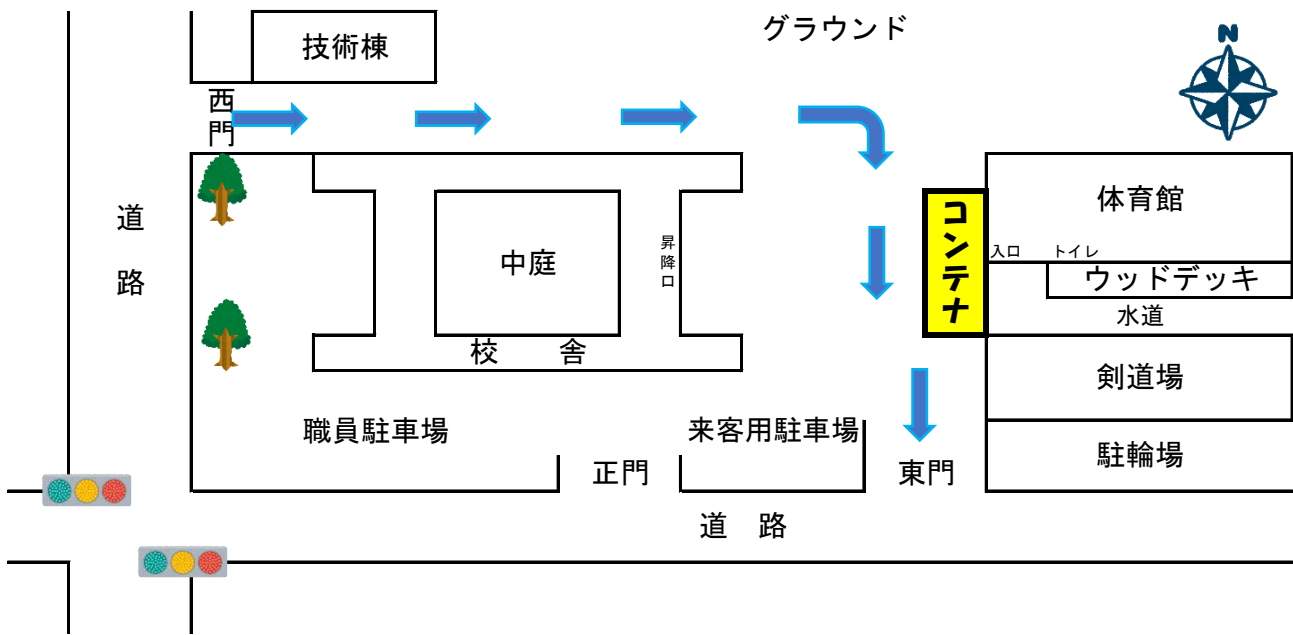 グラウンド
N
技術棟
西門
道路
体育館
コンテナ
昇降口
入口
トイレ
中庭
ウッドデッキ
水道
校 舎
剣道場
職員駐車場
来客用駐車場
駐輪場
正門
東門
道 路